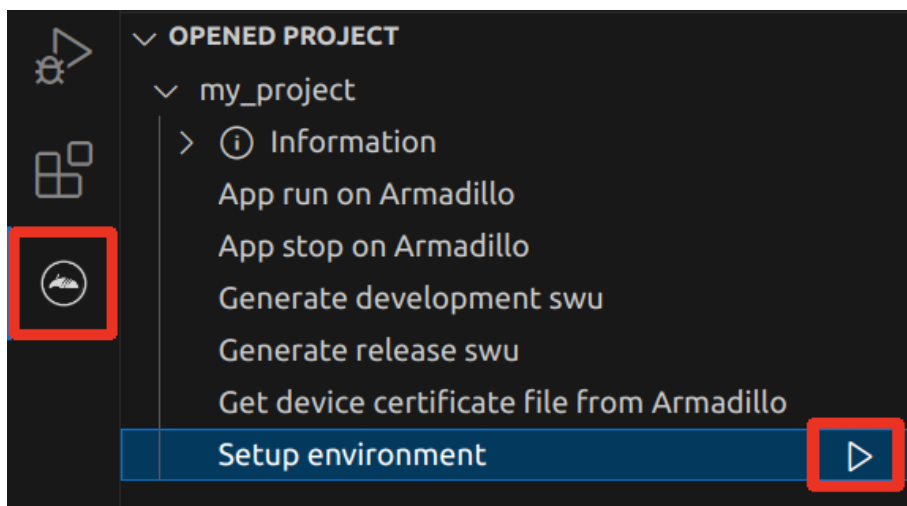 OPENED PROJECT
my_project
Information
App run on Armadillo
App stop on Armadillo
Generate development swu
Generate release swu
Get device certificate file from Armadillo
Setup environment